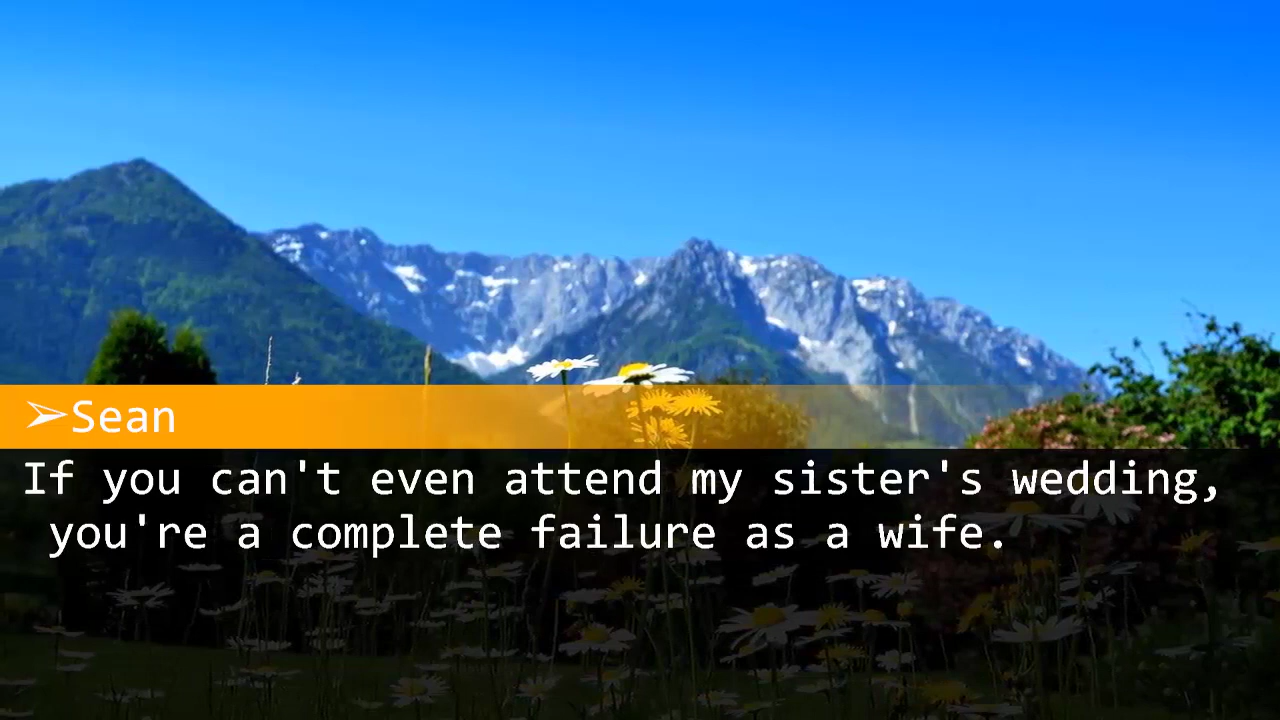 ➢Sean
If you can't even attend my sister's wedding,
you're a complete failure as a wife.